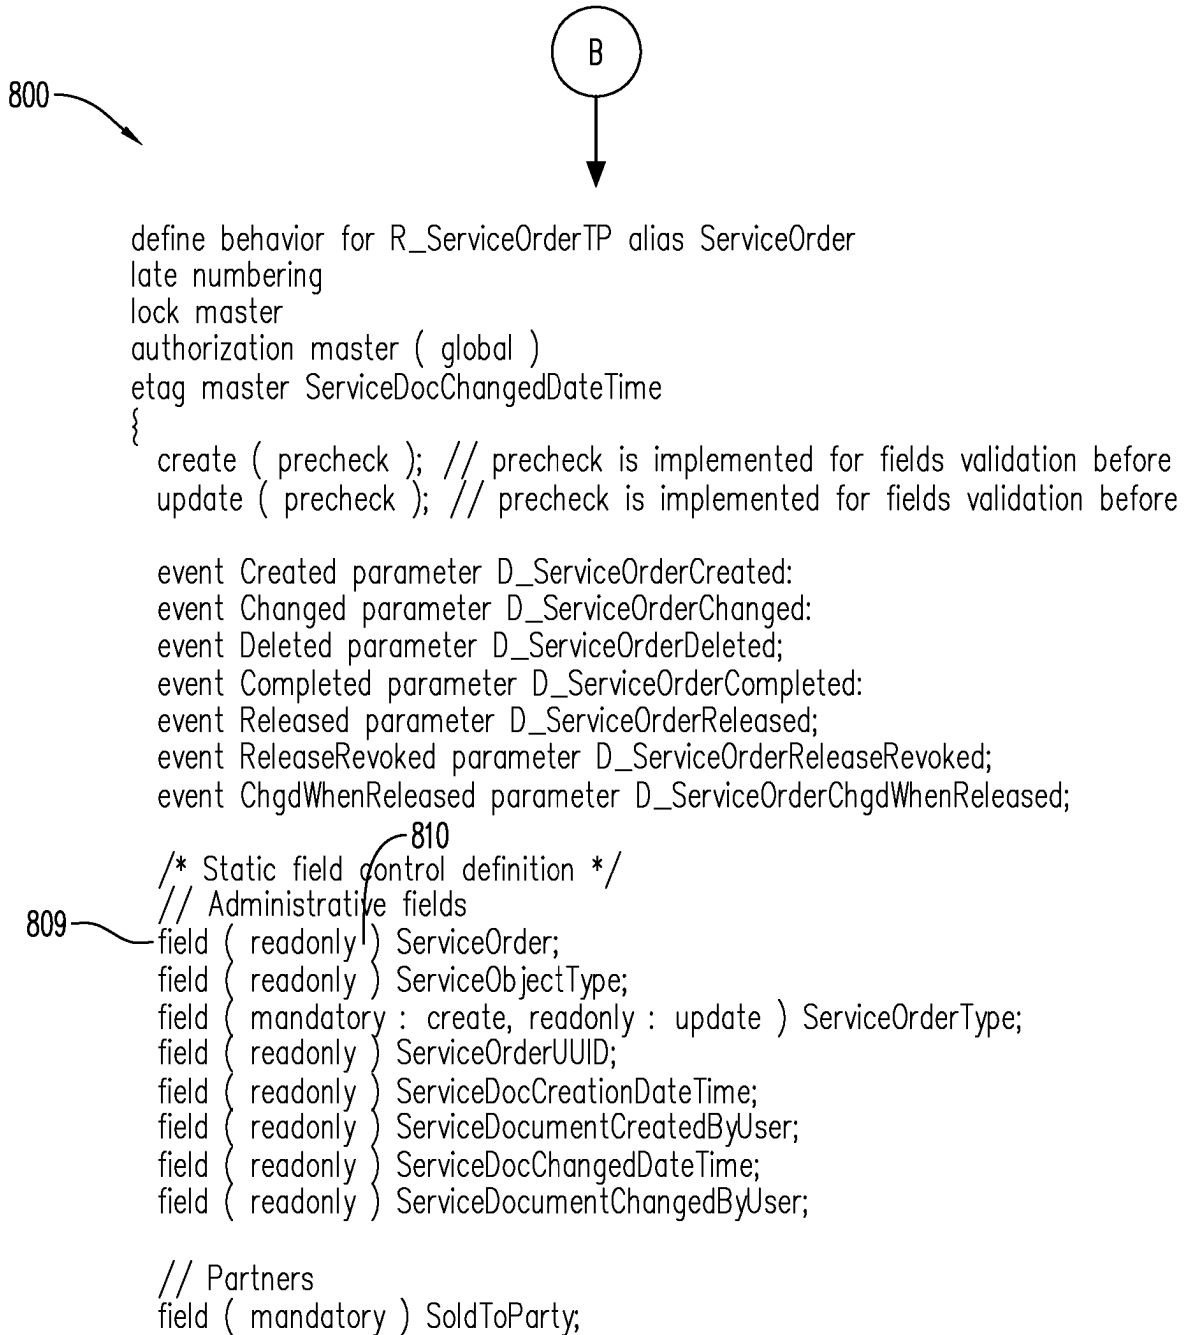 B
800
define behavior for R_ServiceOrderTP alias ServiceOrder
late numbering
lock master
authorization master ( global )
etag master ServiceDocChangedDateTime
{
create ( precheck ); // precheck is implemented for fields validation before
update ( precheck ); // precheck is implemented for fields validation before
event Created parameter D_ServiceOrderCreated:
event Changed parameter D_ServiceOrderChanged:
event Deleted parameter D_ServiceOrderDeleted;
event Completed parameter D_ServiceOrderCompleted:
event Released parameter D_ServiceOrderReleased;
event ReleaseRevoked parameter D_ServiceOrderReleaseRevoked;
event ChgdWhenReleased parameter D_ServiceOrderChgdWhenReleased;
810
/* Static field control definition */
// Administrative fields
809
field ( readonly ) ServiceOrder;
field ( readonly ) ServiceObjectType;
field ( mandatory : create, readonly : update ) ServiceOrderType;
field ( readonly ) ServiceOrderUUID;
field ( readonly ) ServiceDocCreationDateTime;
field ( readonly ) ServiceDocumentCreatedByUser;
field ( readonly ) ServiceDocChangedDateTime;
field ( readonly ) ServiceDocumentChangedByUser;
// Partners
field ( mandatory ) SoldToParty;